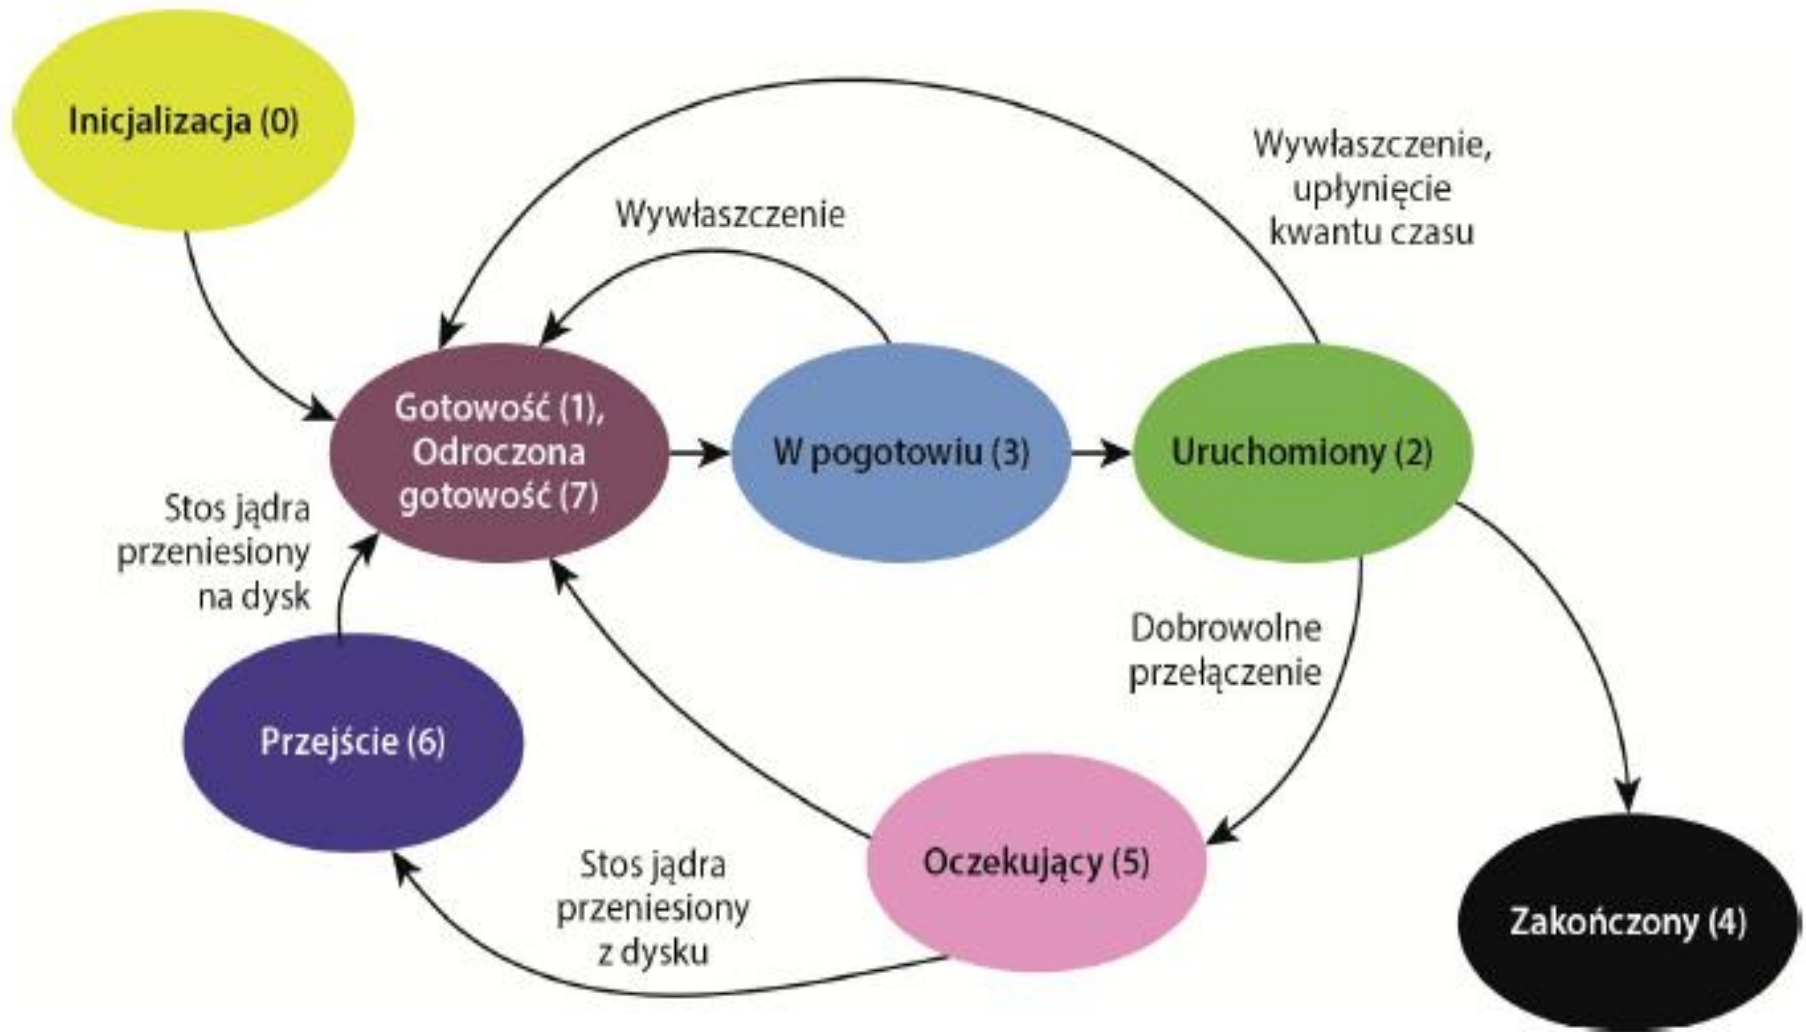 Inicjalizacja (0)
Wywłaszczenie,
upłynięcie
kwantu czasu
Wywłaszczenie
Gotowość (1),
Odroczona
gotowość (7)
W pogotowiu (3)
Uruchomiony (2)
Stos jądra
przeniesiony
na dysk
Dobrowolne
przełączenie
Przejście (6)
Stos jądra
przeniesiony
z dysku
Oczekujący (5)
Zakończony (4)